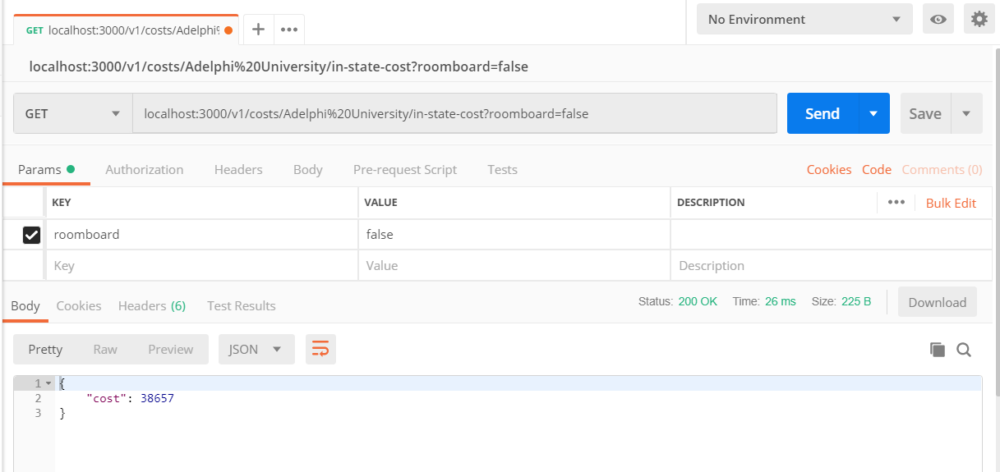 GET localhost:3000/v1/costs/Adelphi%
No Environment
localhost:3000/v1/costs/Adelphi%20University/in-state-cost?roomboard=false
GET localhost:3000/v1/costs/Adelphi%20University/in-state-cost?roomboard=false Send Save
Params Authorization Headers Body Pre-request Script Tests Cookies Code Comments (0)
KEY VALUE DESCRIPTION Bulk Edit
roomboard false
Key Value Description
Body Cookies Headers (6) Test Results Status: 200 OK Time: 26 ms Size: 225 B Download
Pretty Raw Preview JSON
1 {
2 "cost": 38657
3 }